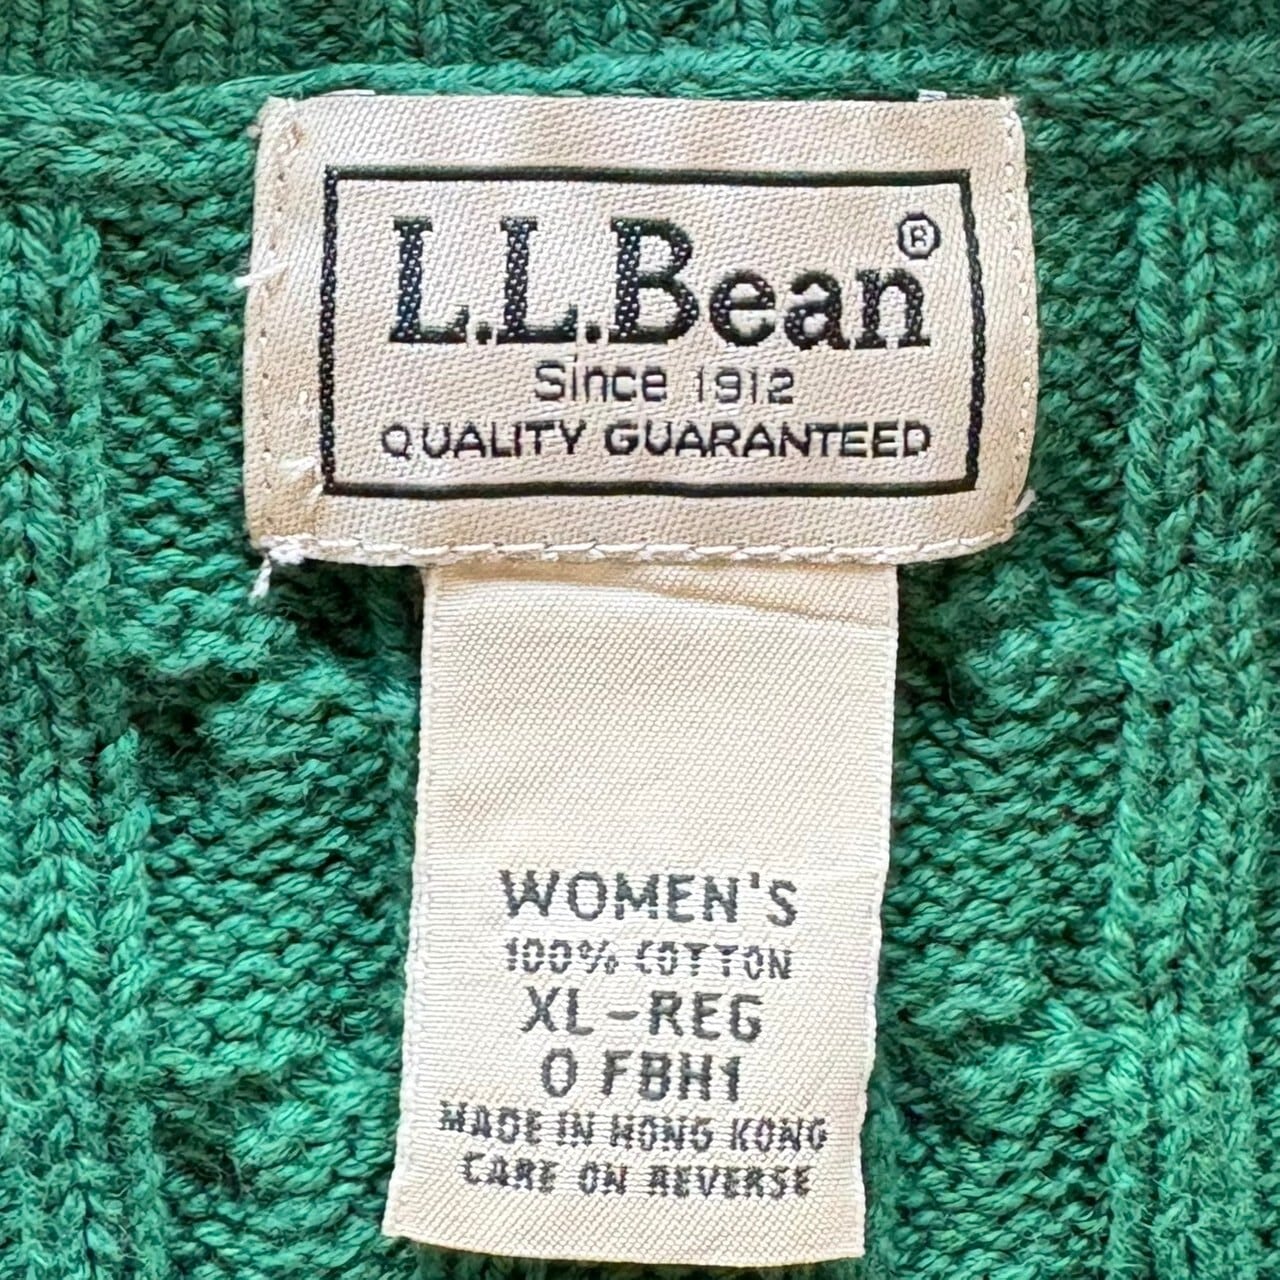 L.L.Bean®
Since 1912
QUALITY GUARANTEED
WOMEN'S
100% COTTON
XL-REG
0 FBH1
MADE IN HONG KONG
CARE ON REVERSE